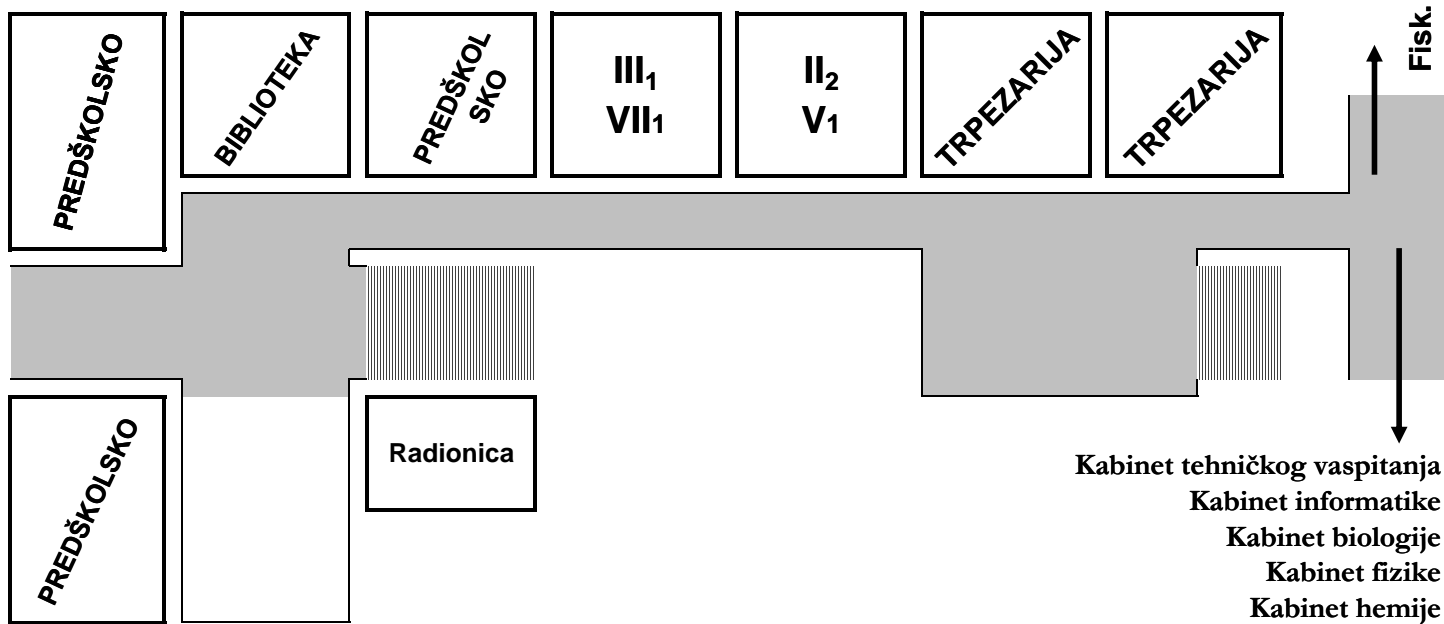 PREDŠKOLSKO
BIBLIOTEKA
PREDŠKOL
SKO
III₁
VII1
II₂
V1
TRPEZARIJA
TRPEZARIJA
Fisk.
PREDŠKOLSKO
Radionica
Kabinet tehničkog vaspitanja
Kabinet informatike
Kabinet biologije
Kabinet fizike
Kabinet hemije